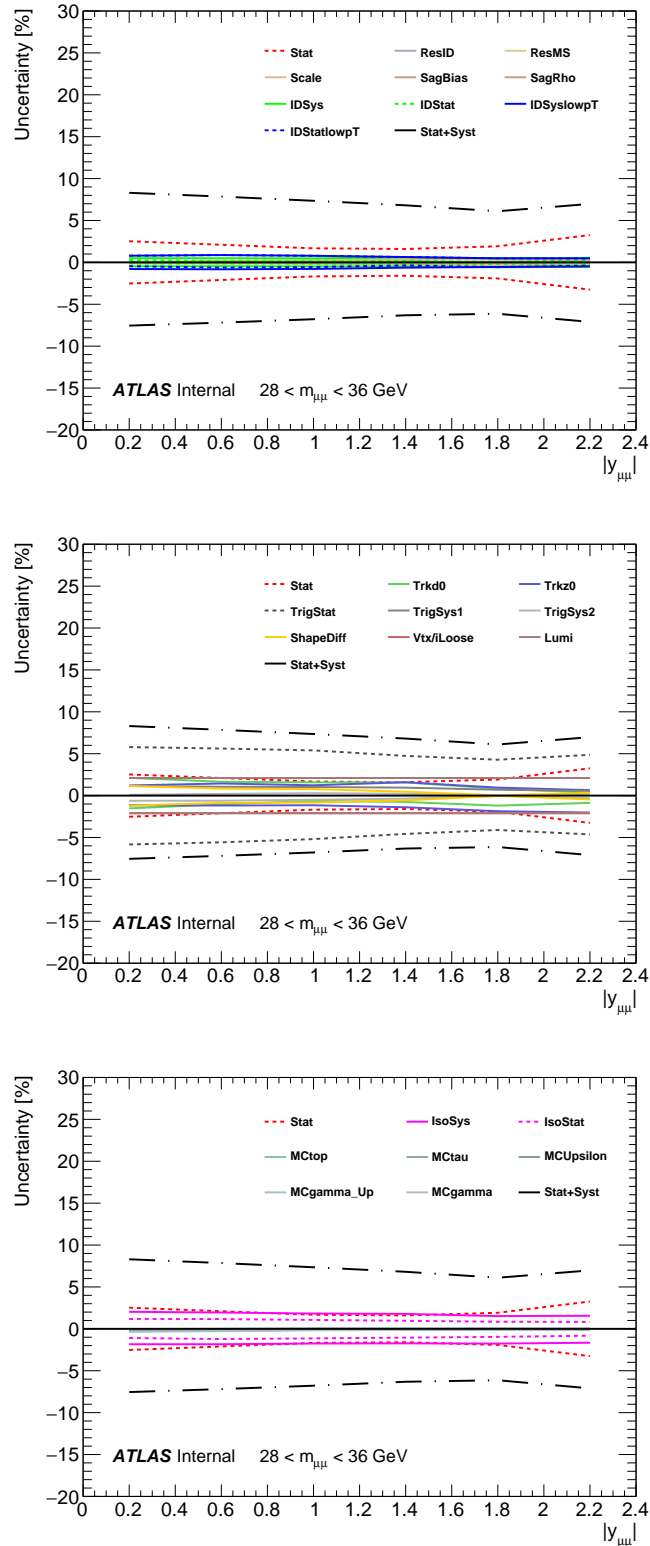 Uncertainty [%]
30
25
20
15
10
5
0
−5
−10
−15
−20
Stat ResID ResMS
Scale SagBias SagRho
IDSys IDStat IDSyslowpT
IDStatlowpT Stat+Syst
ATLAS Internal 28 < mμμ < 36 GeV
0 0.2 0.4 0.6 0.8 1 1.2 1.4 1.6 1.8 2 2.2 2.4
|yμμ|
Uncertainty [%]
30
25
20
15
10
5
0
−5
−10
−15
−20
Stat Trkd0 Trkz0
TrigStat TrigSys1 TrigSys2
ShapeDiff Vtx/iLoose Lumi
Stat+Syst
ATLAS Internal 28 < mμμ < 36 GeV
0 0.2 0.4 0.6 0.8 1 1.2 1.4 1.6 1.8 2 2.2 2.4
|yμμ|
Uncertainty [%]
30
25
20
15
10
5
0
−5
−10
−15
−20
Stat IsoSys IsoStat
MCtop MCtau MCUpsilon
MCgamma_Up MCgamma Stat+Syst
ATLAS Internal 28 < mμμ < 36 GeV
0 0.2 0.4 0.6 0.8 1 1.2 1.4 1.6 1.8 2 2.2 2.4
|yμμ|